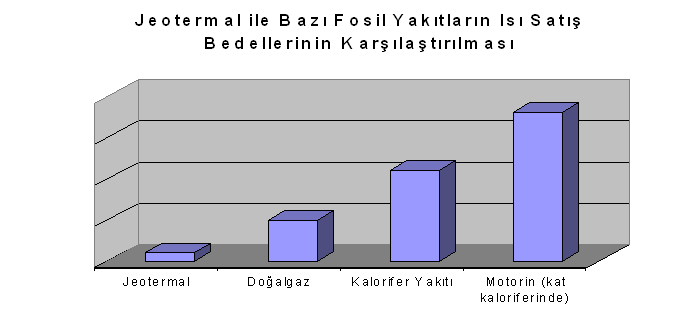 Jeotermal ile Bazı Fosil Yakıtların Isı Satış
Bedellerinin Karşılaştırılması
Jeotermal
Doğalgaz
Kalorifer Yakıtı
Motorin (kat
kaloriferinde)